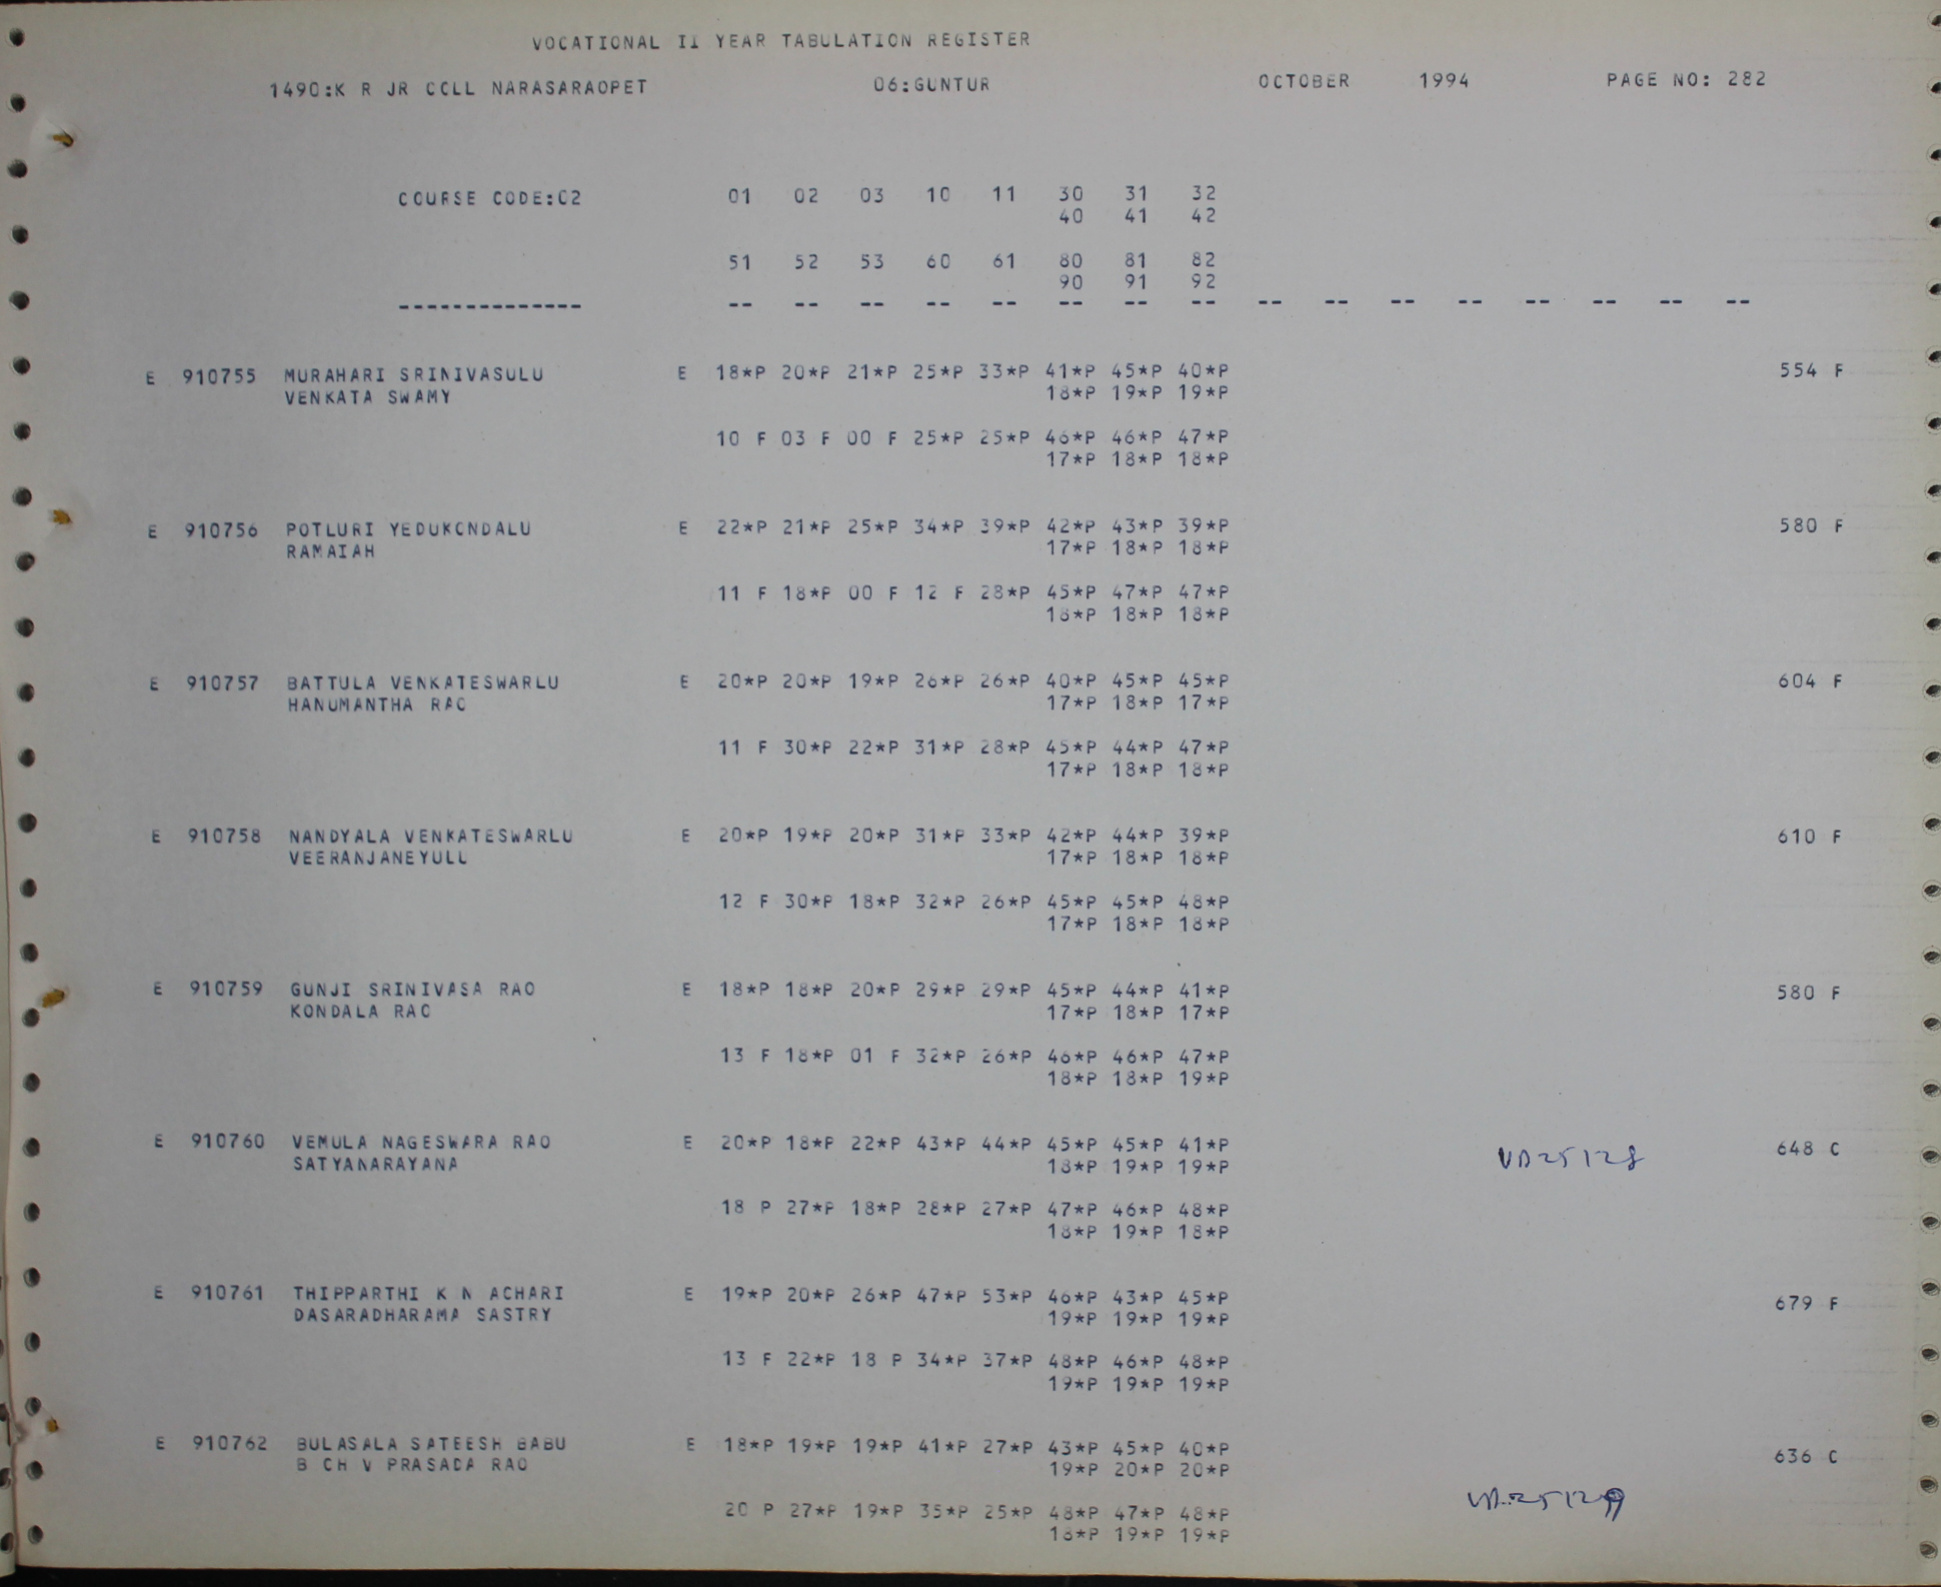 VOCATIONAL II YEAR TABULATION REGISTER
1490:K R JR COLL NARASARAOPET 06:GUNTUR OCTOBER 1994 PAGE NO: 282
COURSE CODE:02 01 02 03 10 11 30 31 32
40 41 42
51 52 53 60 61 80 81 82
90 91 92
-------------- -- -- -- -- -- -- -- -- -- -- -- -- -- -- -- --
E 910755 MURAHARI SRINIVASULU E 18*P 20*P 21*P 25*P 33*P 41*P 45*P 40*P 554 F
VENKATA SWAMY 18*P 19*P 19*P
10 F 03 F 00 F 25*P 25*P 46*P 46*P 47*P
17*P 18*P 18*P
E 910756 POTLURI YEDUKONDALU E 22*P 21*P 25*P 34*P 39*P 42*P 43*P 39*P 580 F
RAMAIAH 17*P 18*P 18*P
11 F 18*P 00 F 12 F 28*P 45*P 47*P 47*P
18*P 18*P 18*P
E 910757 BATTULA VENKATESWARLU E 20*P 20*P 19*P 26*P 26*P 40*P 45*P 45*P 604 F
HANUMANTHA RAO 17*P 18*P 17*P
11 F 30*P 22*P 31*P 28*P 45*P 44*P 47*P
17*P 18*P 18*P
E 910758 NANDYALA VENKATESWARLU E 20*P 19*P 20*P 31*P 33*P 42*P 44*P 39*P 610 F
VEERANJANEYULU 17*P 18*P 18*P
12 F 30*P 18*P 32*P 26*P 45*P 45*P 48*P
17*P 18*P 18*P
E 910759 GUNJI SRINIVASA RAO E 18*P 18*P 20*P 29*P 29*P 45*P 44*P 41*P 580 F
KONDALA RAO 17*P 18*P 17*P
13 F 18*P 01 F 32*P 26*P 46*P 46*P 47*P
18*P 18*P 19*P
E 910760 VEMULA NAGESWARA RAO E 20*P 18*P 22*P 43*P 44*P 45*P 45*P 41*P VD25128 648 C
SATYANARAYANA 18*P 19*P 19*P
18 P 27*P 18*P 28*P 27*P 47*P 46*P 48*P
18*P 19*P 18*P
E 910761 THIPPARTHI K N ACHARI E 19*P 20*P 26*P 47*P 53*P 46*P 43*P 45*P 679 F
DASARADHARAMA SASTRY 19*P 19*P 19*P
13 F 22*P 18 P 34*P 37*P 48*P 46*P 48*P
19*P 19*P 19*P
E 910762 BULASALA SATEESH BABU E 18*P 19*P 19*P 41*P 27*P 43*P 45*P 40*P 636 C
B CH V PRASADA RAO 19*P 20*P 20*P
20 P 27*P 19*P 35*P 25*P 48*P 47*P 48*P VD25129
18*P 19*P 19*P